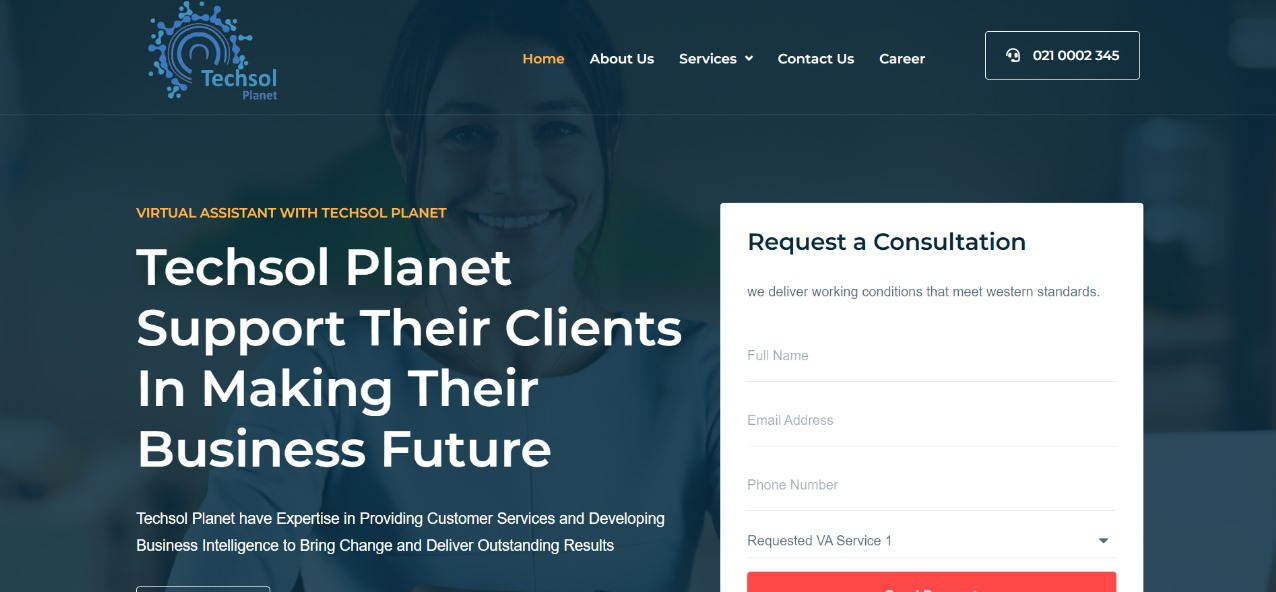 Techsol
Planet
Home About Us Services Contact Us Career
021 0002 345
VIRTUAL ASSISTANT WITH TECHSOL PLANET
Techsol Planet
Support Their Clients
In Making Their
Business Future
Techsol Planet have Expertise in Providing Customer Services and Developing
Business Intelligence to Bring Change and Deliver Outstanding Results
Request a Consultation
we deliver working conditions that meet western standards.
Full Name
Email Address
Phone Number
Requested VA Service 1